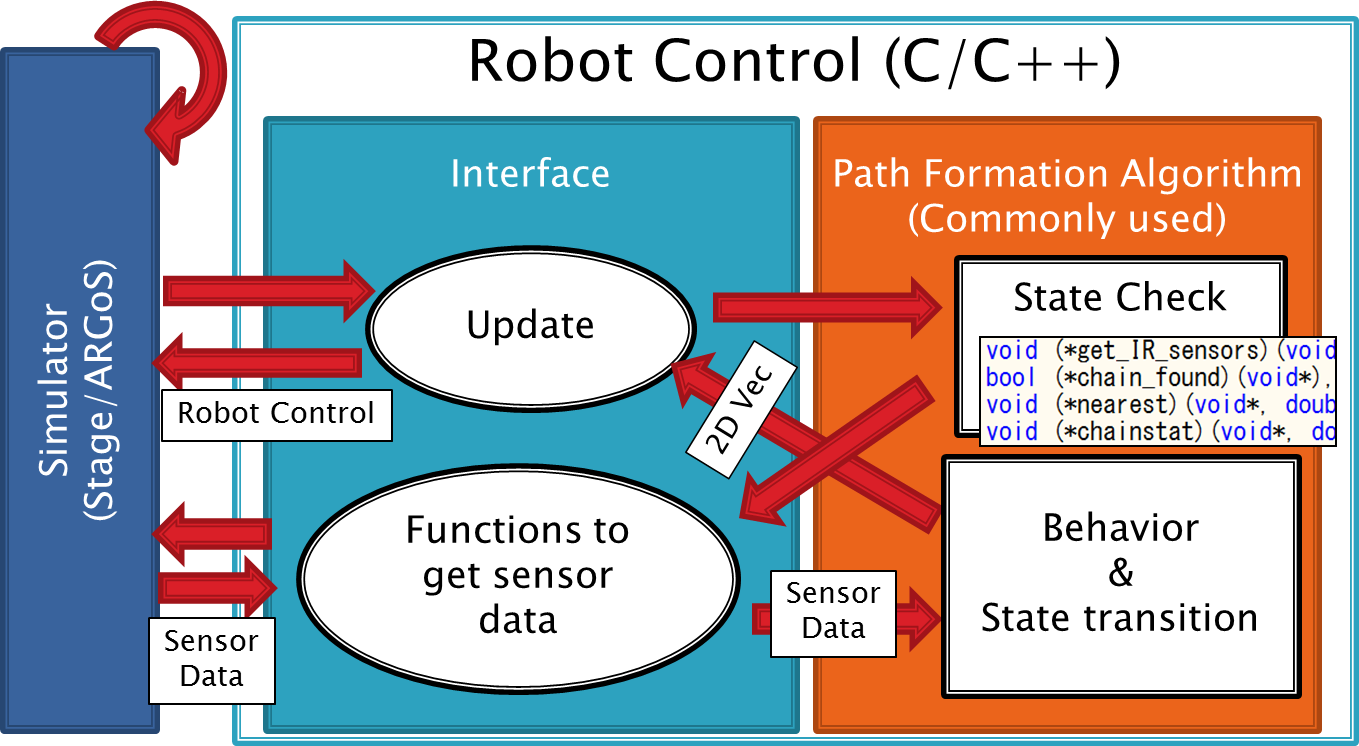 Robot Control (C/C++)
Simulator
(Stage/ARGoS)
Interface
Path Formation Algorithm
(Commonly used)
Update
State Check
void (*get_IR_sensors)(void
bool (*chain_found)(void*),
void (*nearest)(void*, doub
void (*chainstat)(void*, do
Robot Control
2D Vec
Functions to
get sensor
data
Behavior
&
State transition
Sensor
Data
Sensor
Data